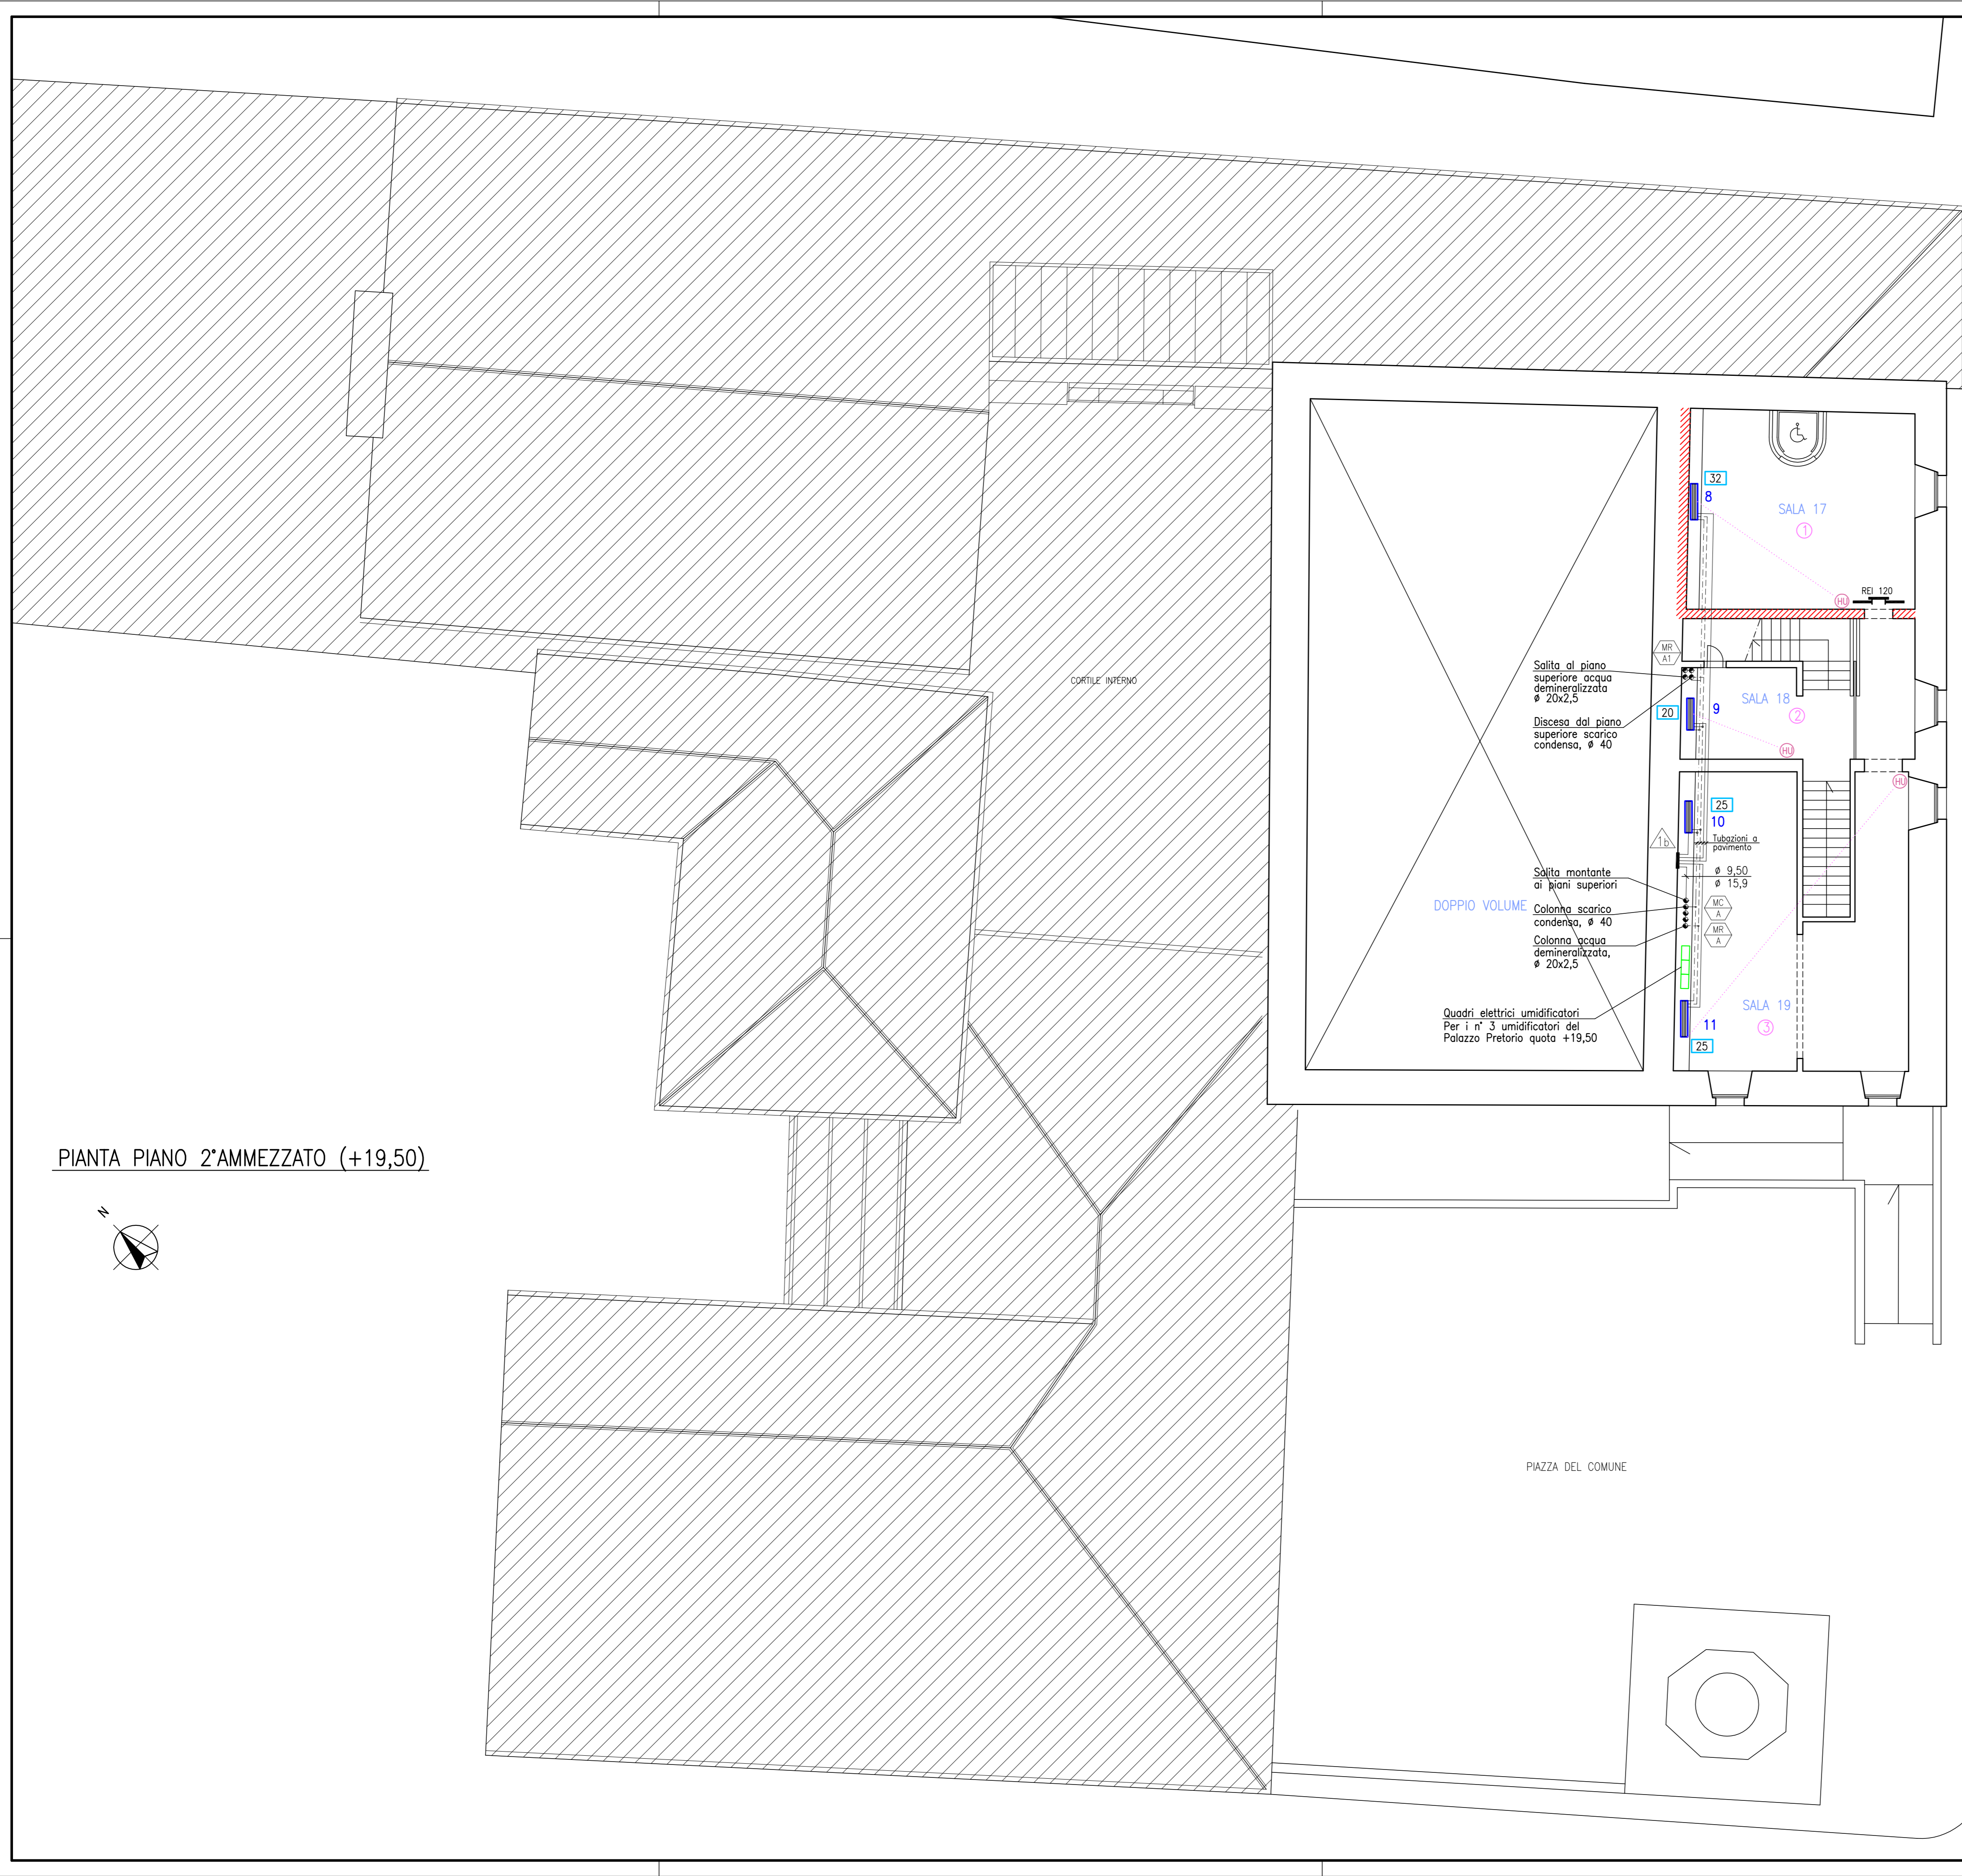 32
8
SALA 17
1
REI 120
HU
MR
A1
Salita al piano
superiore acqua
demineralizzata
ø 20x2,5
CORTILE INTERNO
SALA 18
2
20
9
Discesa dal piano
superiore scarico
condensa, ø 40
HU
HU
25
10
1b
Tubazioni a
pavimento
Salita montante
ai piani superiori
ø 9,50
ø 15,9
DOPPIO VOLUME
Colonna scarico
condensa, ø 40
MC
A
MR
A
Colonna acqua
demineralizzata,
ø 20x2,5
SALA 19
3
Quadri elettrici umidificatori
Per i n° 3 umidificatori del
Palazzo Pretorio quota +19,50
11
25
PIANTA PIANO 2°AMMEZZATO (+19,50)
N
PIAZZA DEL COMUNE